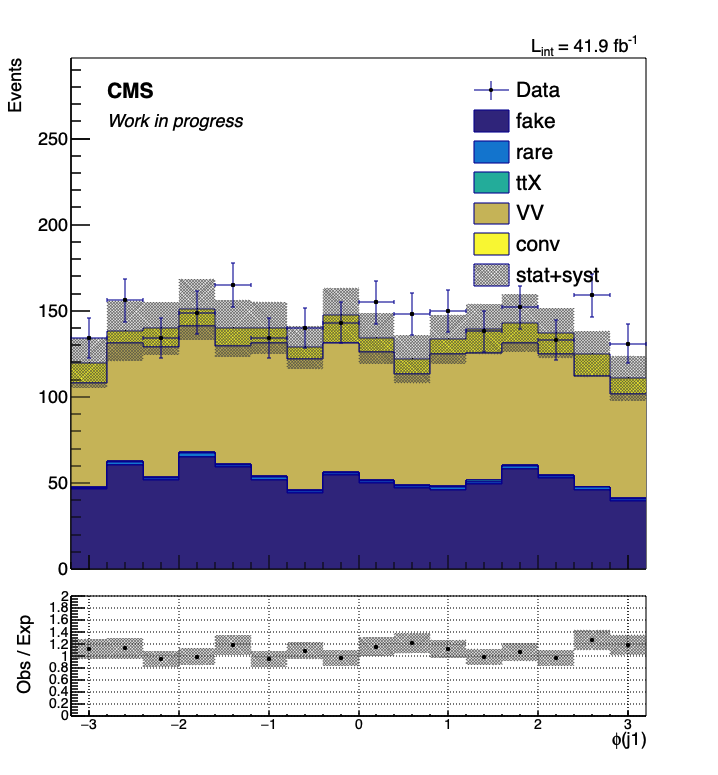 L_int = 41.9 fb^-1
Events
CMS
Work in progress
Data
fake
rare
ttX
VV
conv
stat+syst
250
200
150
100
50
0
Obs / Exp
2
1.8
1.6
1.4
1.2
1
0.8
0.6
0.4
0.2
0
−3 −2 −1 0 1 2 3
ϕ(j1)